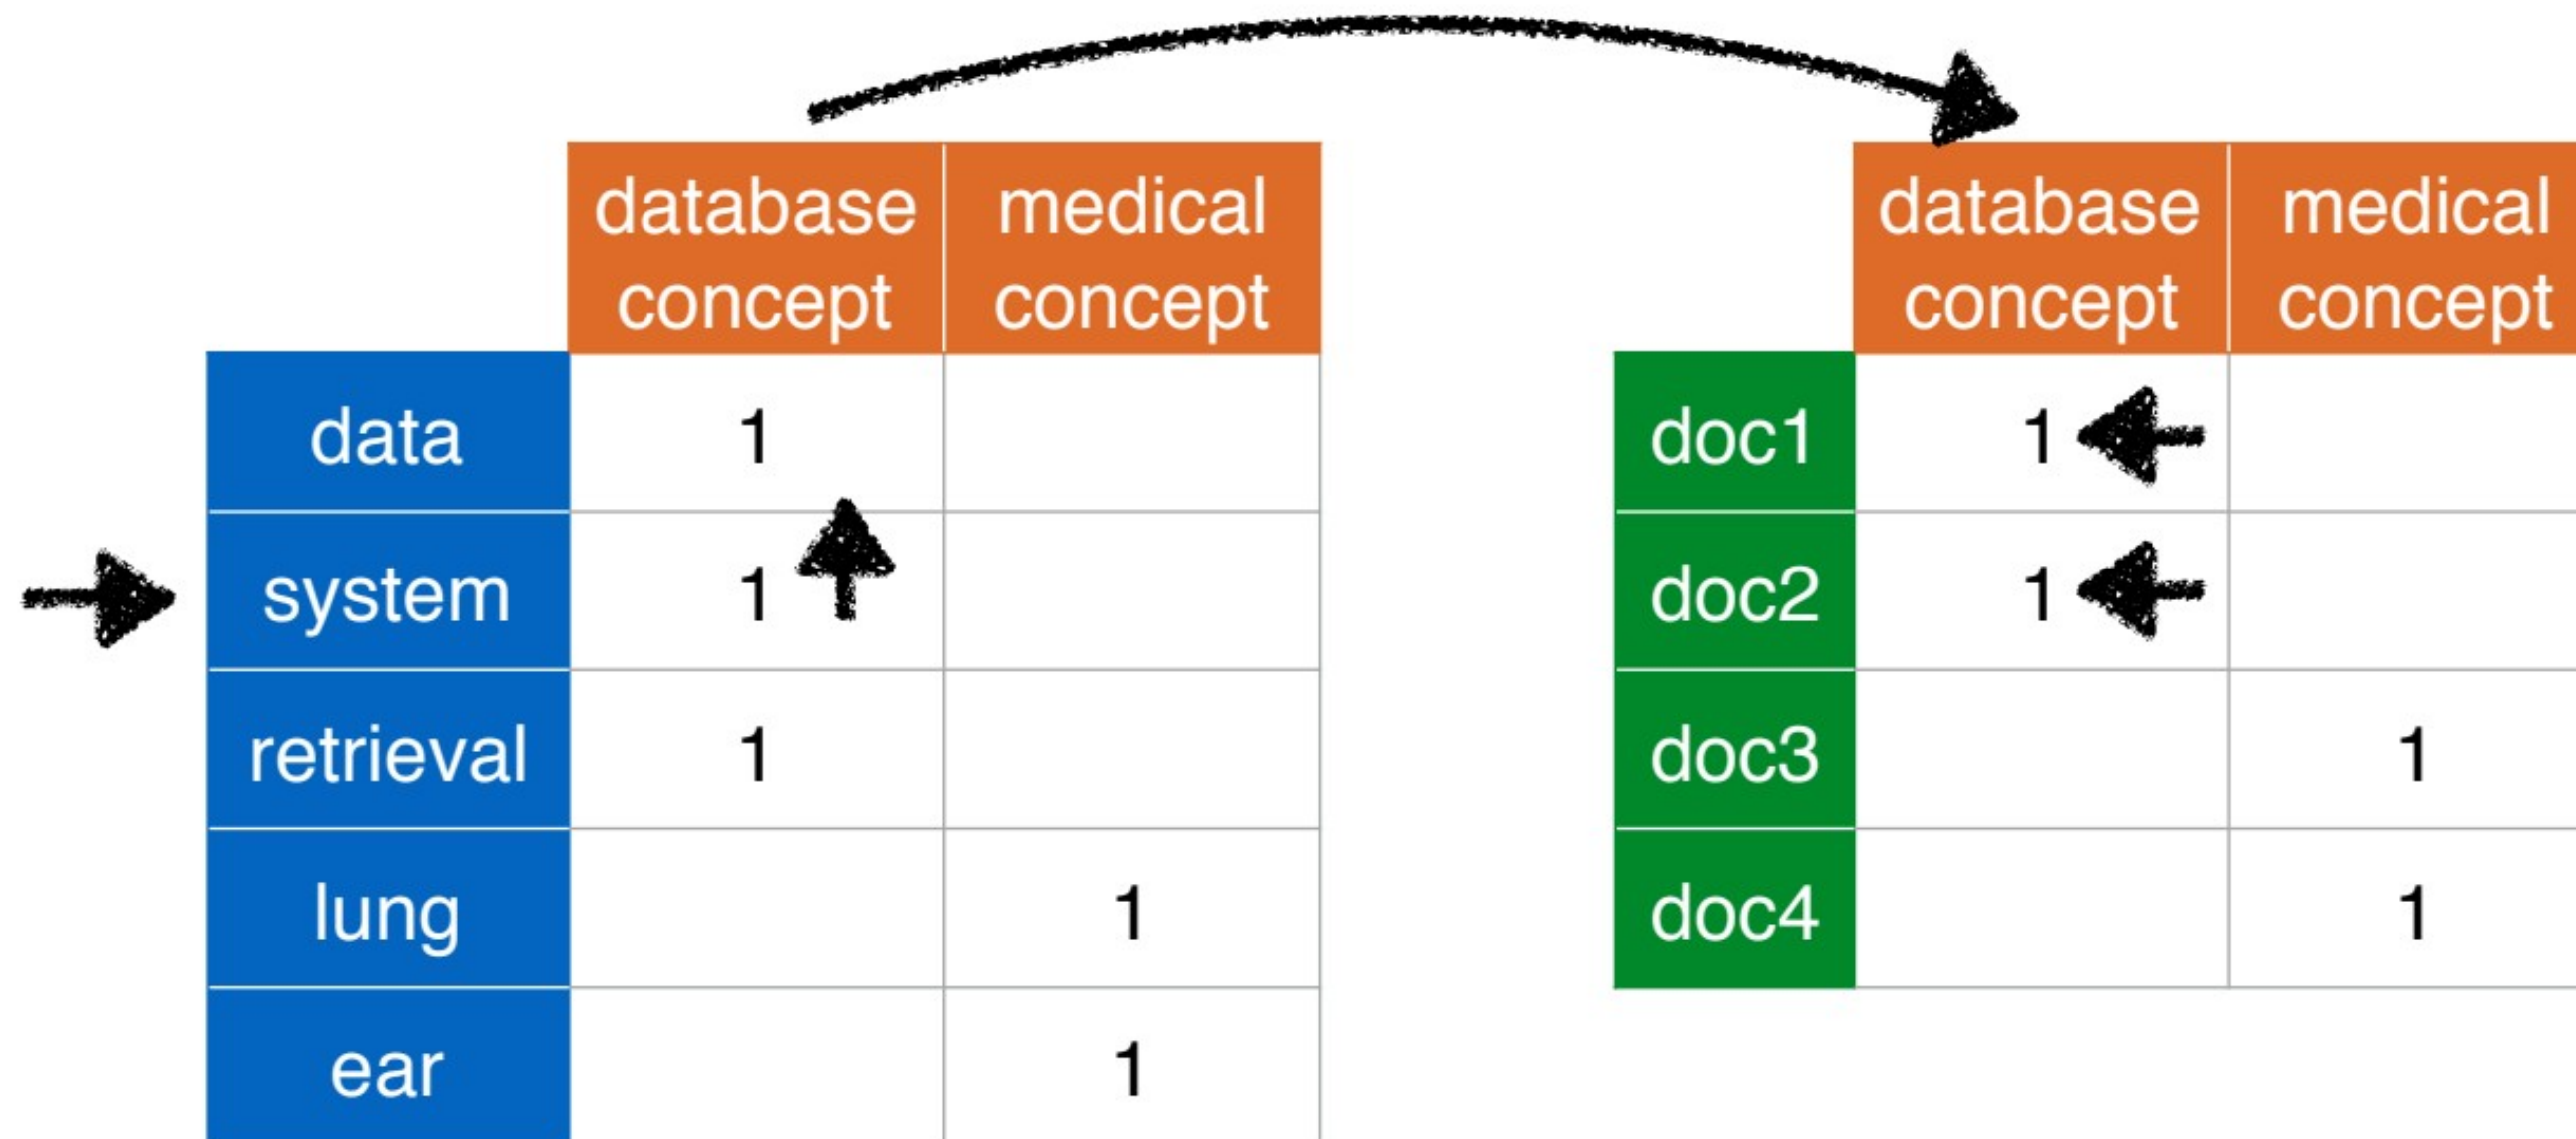 database medical
concept concept
data 1
system 1
retrieval 1
lung 1
ear 1
database medical
concept concept
doc1 1
doc2 1
doc3 1
doc4 1